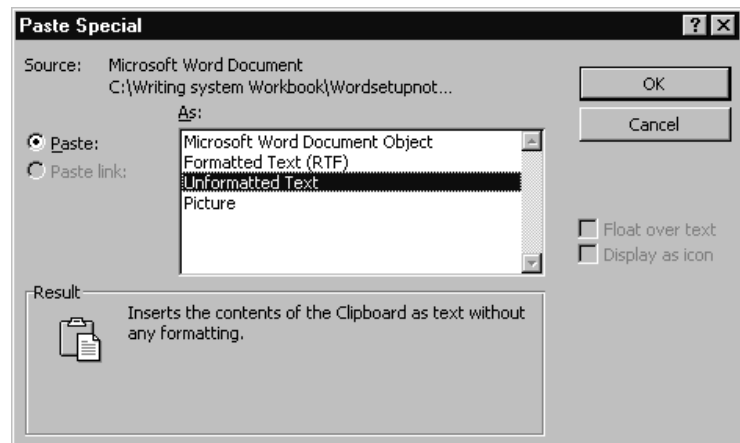 Paste Special
Source: Microsoft Word Document
C:\Writing system Workbook\Wordsetupnot...
As:
Paste:
Paste link:
Microsoft Word Document Object
Formatted Text (RTF)
Unformatted Text
Picture
OK
Cancel
Float over text
Display as icon
Result
Inserts the contents of the Clipboard as text without
any formatting.